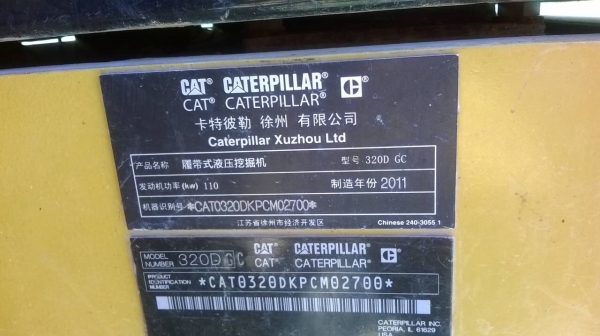 CAT® CATERPILLAR®
CAT® CATERPILLAR®
卡特彼勒 徐州 有限公司
Caterpillar Xuzhou Ltd
产品名称 履带式液压挖掘机 型号 320D GC
发动机功率(kw) 110 制造年份 2011
机器识别号 *CAT0320DKPCM02700*
江苏省徐州市经济开发区 Chinese 240-3055 1
MODEL NUMBER 320D GC CAT® CATERPILLAR®
CAT® CATERPILLAR®
PRODUCT IDENTIFICATION NUMBER *CAT0320DKPCM02700*
CATERPILLAR INC.
PEORIA, IL 61629
USA